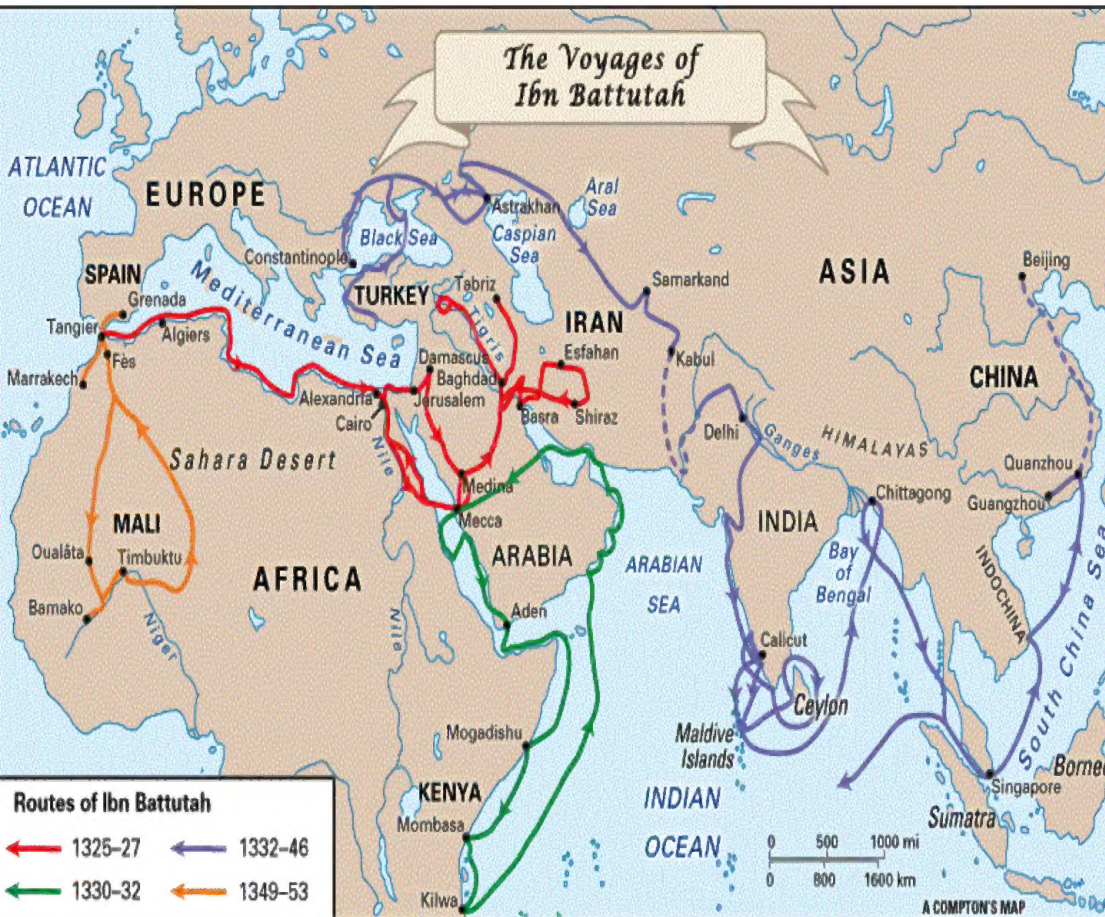 The Voyages of
Ibn Battutah
ATLANTIC
OCEAN
EUROPE
Aral
Sea
Astrakhan
Black Sea
Caspian
Sea
Constantinople
ASIA
Beijing
SPAIN
Grenada
Mediterranean Sea
TURKEY
Tabriz
Samarkand
Tangier
Algiers
Tigris
IRAN
Fès
Damascus
Esfahan
Kabul
CHINA
Marrakech
Baghdad
Alexandria
Jerusalem
Cairo
Basra
Shiraz
Delhi
Ganges
HIMALAYAS
Nile
Sahara Desert
Quanzhou
Medina
Guangzhou
Chittagong
Mecca
MALI
INDIA
Oualâta
Timbuktu
ARABIA
ARABIAN
SEA
Bay
of
Bengal
INDOCHINA
AFRICA
Bamako
Aden
Niger
Nile
Calicut
South China Sea
Ceylon
Mogadishu
Maldive
Islands
Borneo
Singapore
KENYA
INDIAN
OCEAN
Sumatra
Mombasa
Kilwa
Routes of Ibn Battutah
1325–27
1332–46
1330–32
1349–53
0 500 1000 mi
0 800 1600 km
A COMPTON'S MAP